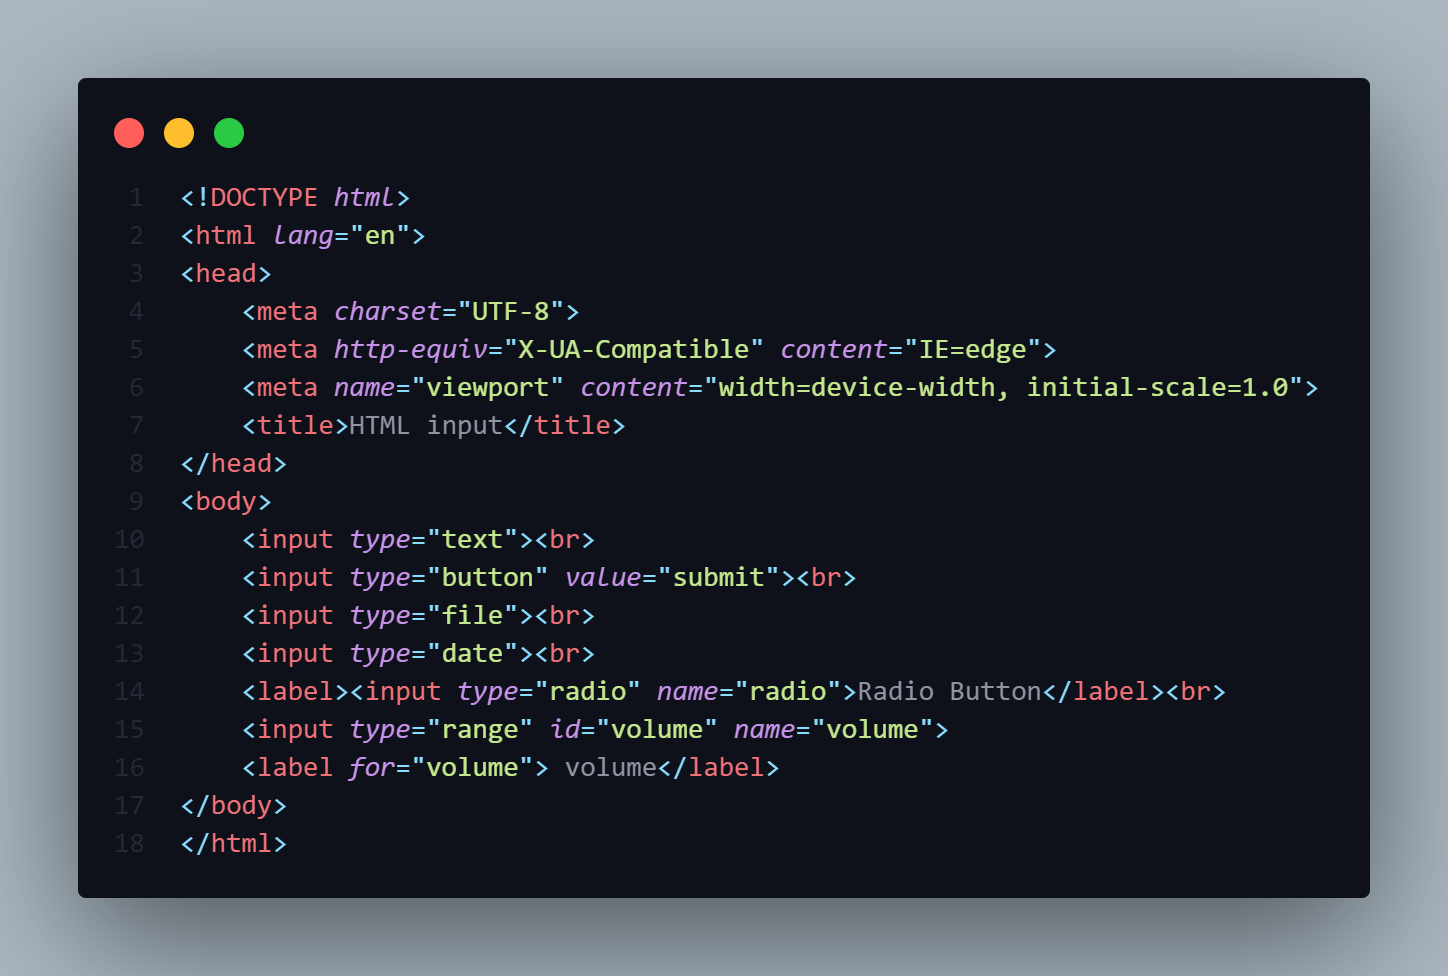 1 <!DOCTYPE html>
2 <html lang="en">
3 <head>
4     <meta charset="UTF-8">
5     <meta http-equiv="X-UA-Compatible" content="IE=edge">
6     <meta name="viewport" content="width=device-width, initial-scale=1.0">
7     <title>HTML input</title>
8 </head>
9 <body>
10     <input type="text"><br>
11     <input type="button" value="submit"><br>
12     <input type="file"><br>
13     <input type="date"><br>
14     <label><input type="radio" name="radio">Radio Button</label><br>
15     <input type="range" id="volume" name="volume">
16     <label for="volume"> volume</label>
17 </body>
18 </html>